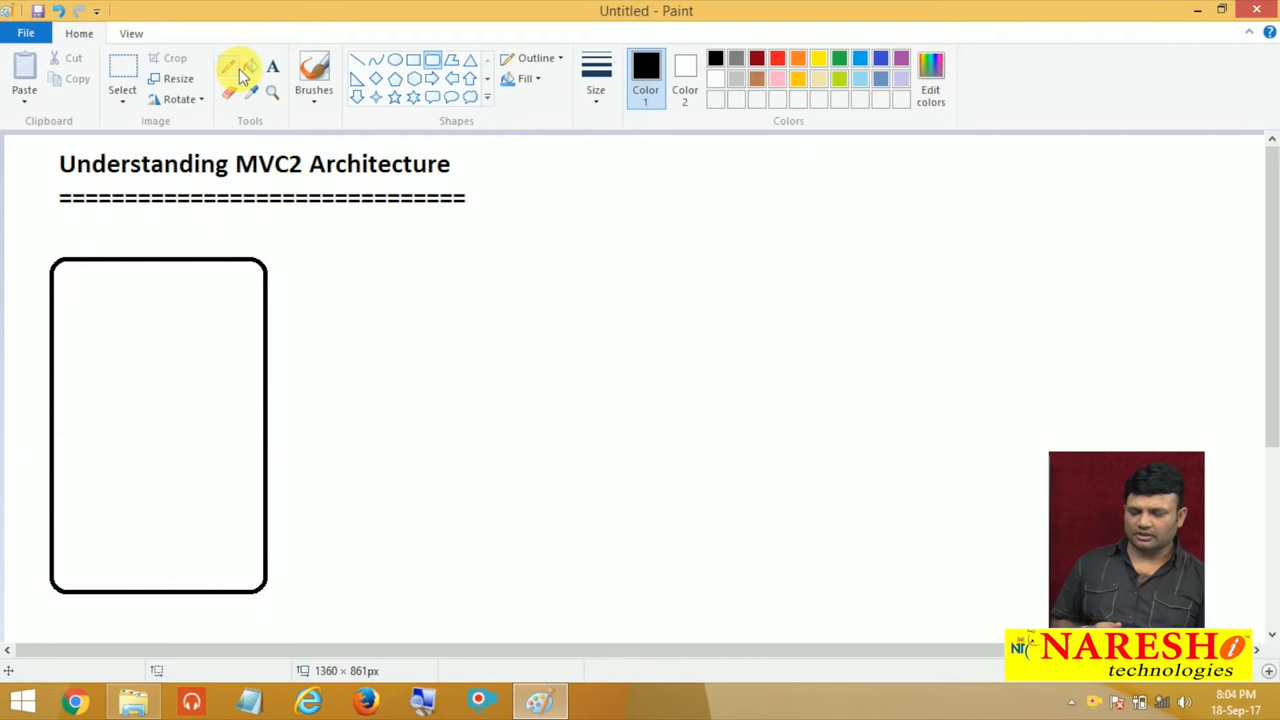 Untitled - Paint
File
Home
View
Paste
Cut
Copy
Clipboard
Select
Crop
Resize
Rotate
Image
A
Tools
Brushes
Shapes
Outline
Fill
Size
Color
1
Color
2
Colors
Edit
colors
Understanding MVC2 Architecture
===============================
NT
NARESH i
technologies
1360 × 861px
8:04 PM
18-Sep-17